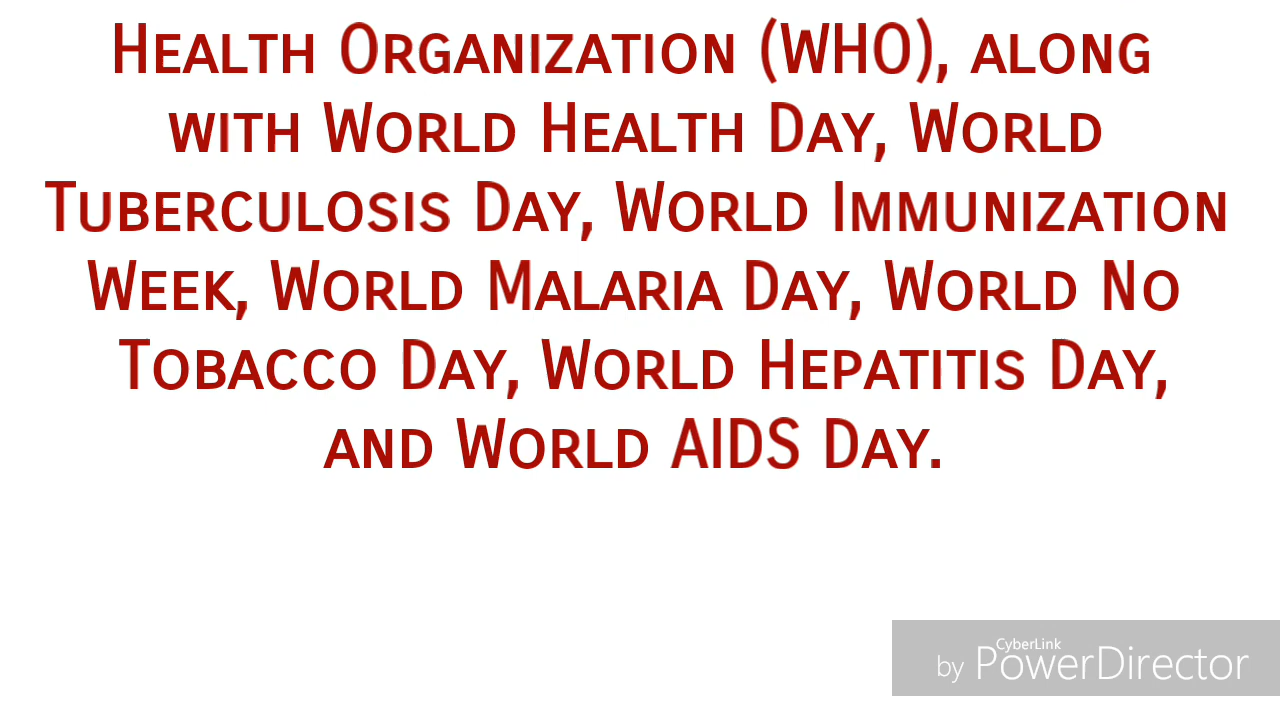 Health Organization (WHO), along
with World Health Day, World
Tuberculosis Day, World Immunization
Week, World Malaria Day, World No
Tobacco Day, World Hepatitis Day,
and World AIDS Day.
by CyberLink PowerDirector